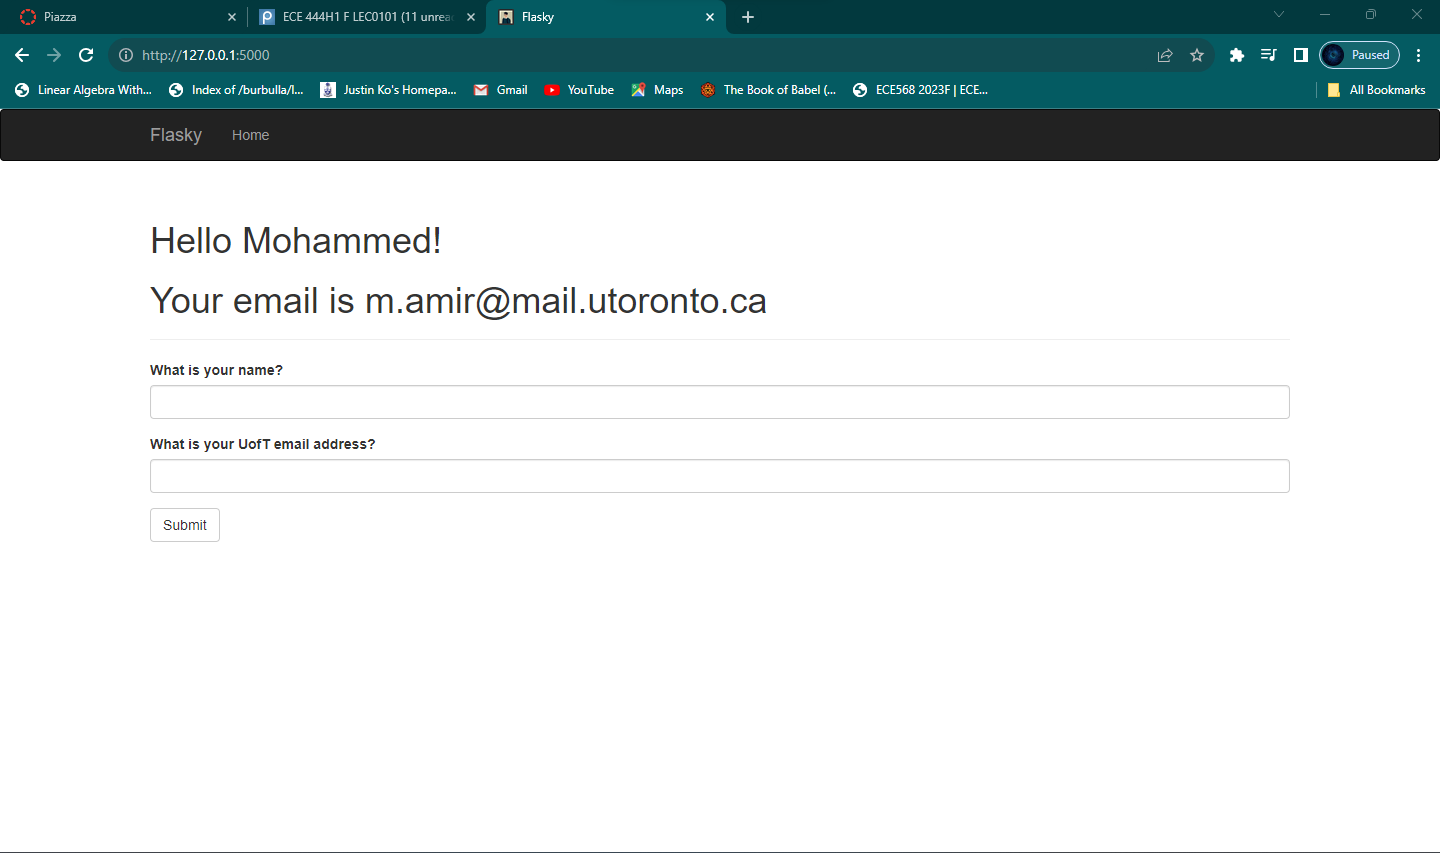 Piazza
ECE 444H1 F LEC0101 (11 unrea
Flasky
http://127.0.0.1:5000
Paused
Linear Algebra With...
Index of /burbulla/l...
Justin Ko's Homepa...
Gmail
YouTube
Maps
The Book of Babel (...
ECE568 2023F | ECE...
All Bookmarks
Flasky
Home
Hello Mohammed!
Your email is m.amir@mail.utoronto.ca
What is your name?
What is your UofT email address?
Submit